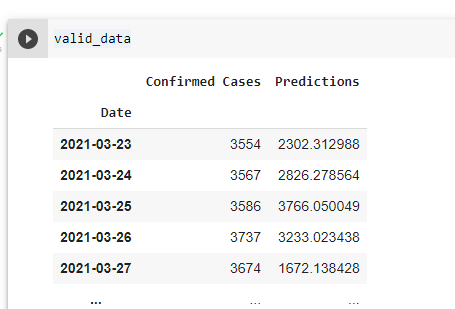 valid_data
Confirmed Cases Predictions
Date
2021-03-23 3554 2302.312988
2021-03-24 3567 2826.278564
2021-03-25 3586 3766.050049
2021-03-26 3737 3233.023438
2021-03-27 3674 1672.138428
... ... ...